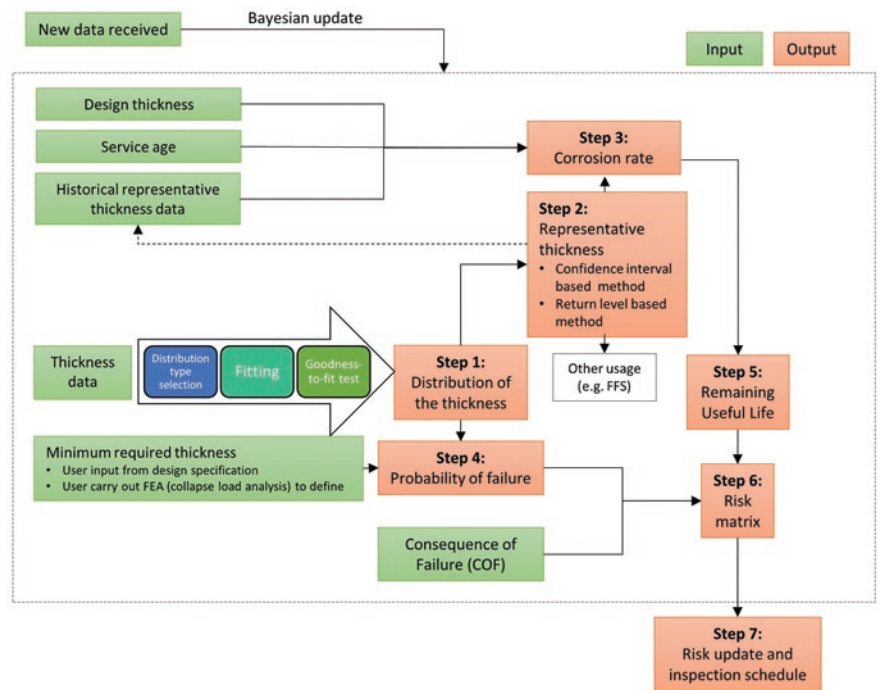 New data received
Bayesian update
Input
Output
Design thickness
Service age
Historical representative
thickness data
Step 3:
Corrosion rate
Step 2:
Representative
thickness
• Confidence interval
based method
• Return level based
method
Thickness
data
Distribution
type
selection
Fitting
Goodness-
to-fit test
Step 1:
Distribution of
the thickness
Other usage
(e.g. FFS)
Step 5:
Remaining
Useful Life
Minimum required thickness
• User input from design specification
• User carry out FEA (collapse load analysis) to define
Step 4:
Probability of failure
Step 6:
Risk
matrix
Consequence of
Failure (COF)
Step 7:
Risk update and
inspection schedule